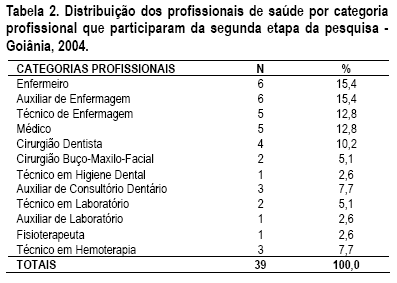 Tabela 2. Distribuição dos profissionais de saúde por categoria
profissional que participaram da segunda etapa da pesquisa -
Goiânia, 2004.
CATEGORIAS PROFISSIONAIS N %
Enfermeiro 6 15,4
Auxiliar de Enfermagem 6 15,4
Técnico de Enfermagem 5 12,8
Médico 5 12,8
Cirurgião Dentista 4 10,2
Cirurgião Buço-Maxilo-Facial 2 5,1
Técnico em Higiene Dental 1 2,6
Auxiliar de Consultório Dentário 3 7,7
Técnico em Laboratório 2 5,1
Auxiliar de Laboratório 1 2,6
Fisioterapeuta 1 2,6
Técnico em Hemoterapia 3 7,7
TOTAIS 39 100,0